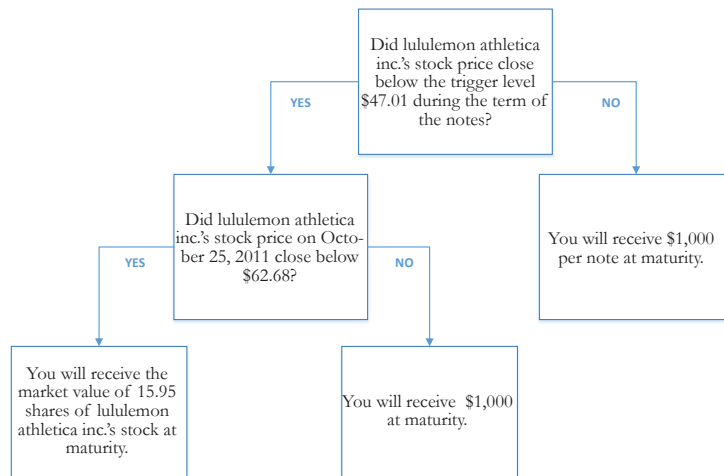 Did lululemon athletica
inc.'s stock price close
below the trigger level
$47.01 during the term of
the notes?
YES
NO
Did lululemon athletica
inc.'s stock price on Octo-
ber 25, 2011 close below
$62.68?
You will receive $1,000
per note at maturity.
YES
NO
You will receive the
market value of 15.95
shares of lululemon
athletica inc.'s stock at
maturity.
You will receive $1,000
at maturity.